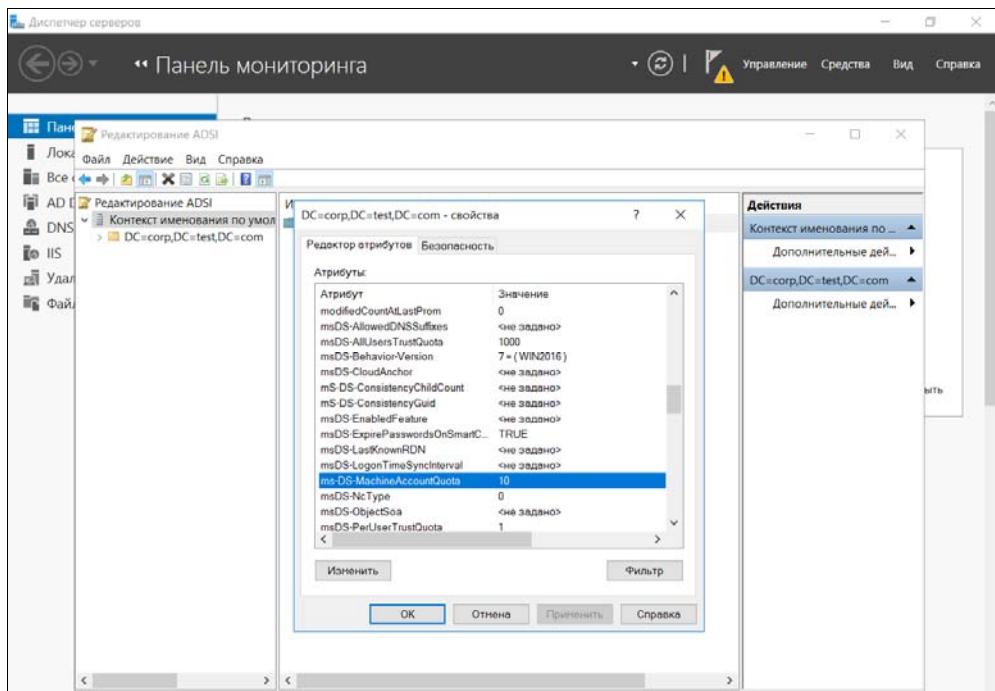 Диспетчер серверов
Панель мониторинга
Управление Средства Вид Справка
Редактирование ADSI
Файл Действие Вид Справка
Редактирование ADSI
Контекст именования по умол
DC=corp,DC=test,DC=com
AD
DNS
IIS
DC=corp,DC=test,DC=com - свойства ?
Редактор атрибутов Безопасность
Атрибуты:
Атрибут Значение
modifiedCountAtLastProm 0
msDS-AllowedDNSSuffixes <не задано>
msDS-AllUsersTrustQuota 1000
msDS-Behavior-Version 7 = ( WIN2016 )
msDS-CloudAnchor <не задано>
mS-DS-ConsistencyChildCount <не задано>
mS-DS-ConsistencyGuid <не задано>
msDS-EnabledFeature <не задано>
msDS-ExpirePasswordsOnSmartC... TRUE
msDS-LastKnownRDN <не задано>
msDS-LogonTimeSyncInterval <не задано>
ms-DS-MachineAccountQuota 10
msDS-NcType 0
msDS-ObjectSoa <не задано>
msDS-PerUserTrustQuota 1
Изменить Фильтр
ОК Отмена Применить Справка
Действия
Контекст именования по ...
Дополнительные дей...
DC=corp,DC=test,DC=com
Дополнительные дей...
ыть